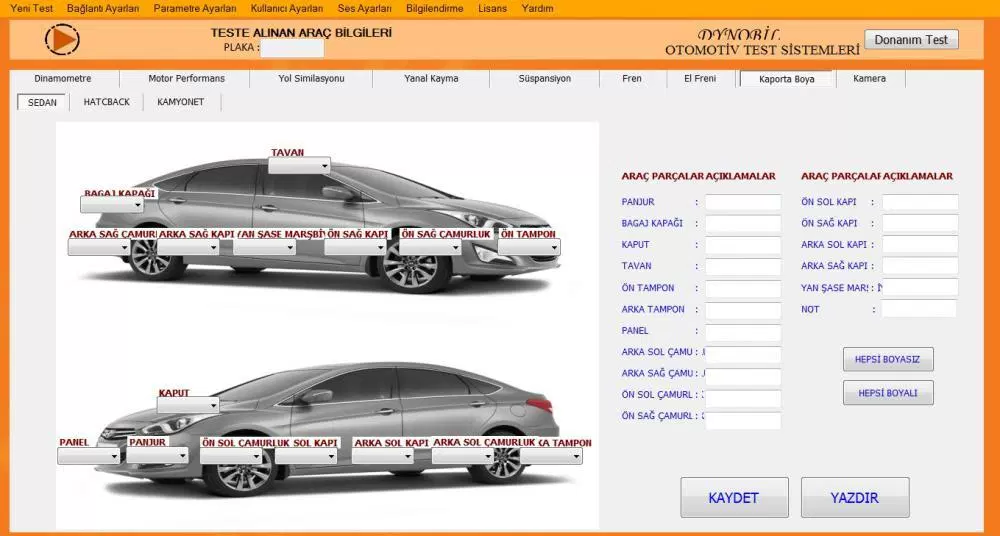 Yeni Test Bağlantı Ayarları Parametre Ayarları Kullanıcı Ayarları Ses Ayarları Bilgilendirme Lisans Yardım
TESTE ALINAN ARAÇ BİLGİLERİ
PLAKA :
DYNOBİL
OTOMOTİV TEST SİSTEMLERİ
Donanım Test
Dinamometre Motor Performans Yol Similasyonu Yanal Kayma Süspansiyon Fren El Freni Kaporta Boya Kamera
SEDAN HATCBACK KAMYONET
TAVAN
BAGAJ KAPAĞI
ARKA SAĞ ÇAMURI ARKA SAĞ KAPI YAN ŞASE MARŞBİ ÖN SAĞ KAPI ÖN SAĞ ÇAMURLUK ÖN TAMPON
KAPUT
PANEL PANJUR ÖN SOL ÇAMURLUK SOL KAPI ARKA SOL KAPI ARKA SOL ÇAMURLUK KA TAMPON
ARAÇ PARÇALAR AÇIKLAMALAR
PANJUR :
BAGAJ KAPAĞI :
KAPUT :
TAVAN :
ÖN TAMPON :
ARKA TAMPON :
PANEL :
ARKA SOL ÇAMU :
ARKA SAĞ ÇAMU :
ÖN SOL ÇAMURL :
ÖN SAĞ ÇAMURL :
ARAÇ PARÇALAI AÇIKLAMALAR
ÖN SOL KAPI :
ÖN SAĞ KAPI :
ARKA SOL KAPI :
ARKA SAĞ KAPI :
YAN ŞASE MARŞ :
NOT :
HEPSİ BOYASIZ
HEPSİ BOYALI
KAYDET YAZDIR